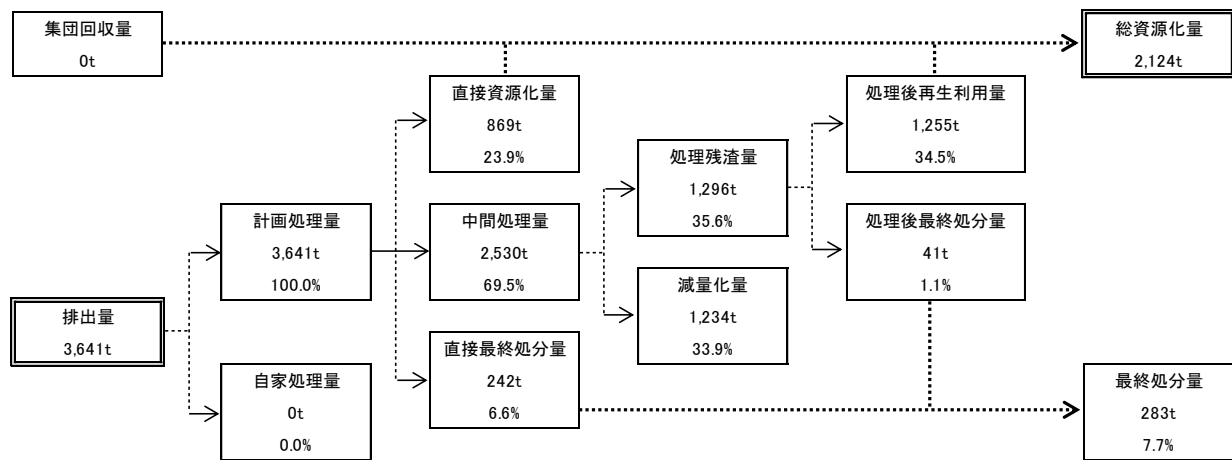 集団回収量
0t
総資源化量
2,124t
直接資源化量
869t
23.9%
処理後再生利用量
1,255t
34.5%
処理残渣量
1,296t
35.6%
計画処理量
3,641t
100.0%
中間処理量
2,530t
69.5%
処理後最終処分量
41t
1.1%
排出量
3,641t
減量化量
1,234t
33.9%
直接最終処分量
242t
6.6%
自家処理量
0t
0.0%
最終処分量
283t
7.7%